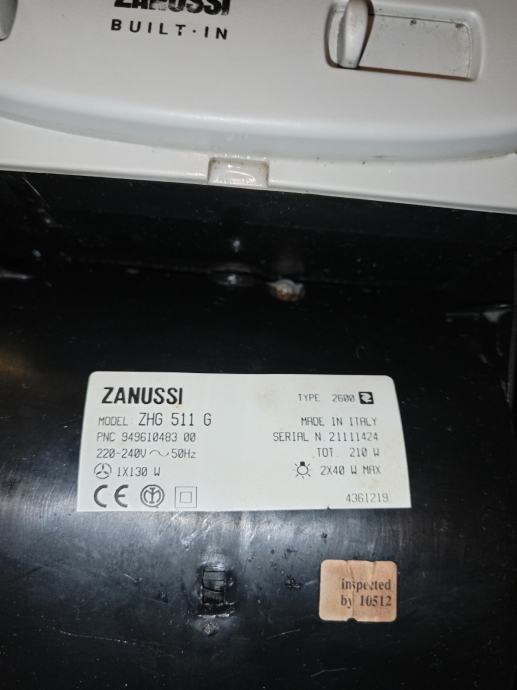 ZANUSSI
BUILT·IN
ZANUSSI
TYPE 2600
MODEL: ZHG 511 G
MADE IN ITALY
PNC 949610483 00
SERIAL N. 21111424
220-240V ~ 50Hz
TOT. 210 W
1X130 W
2X40 W MAX
CE
4361219
inspected
by 10512